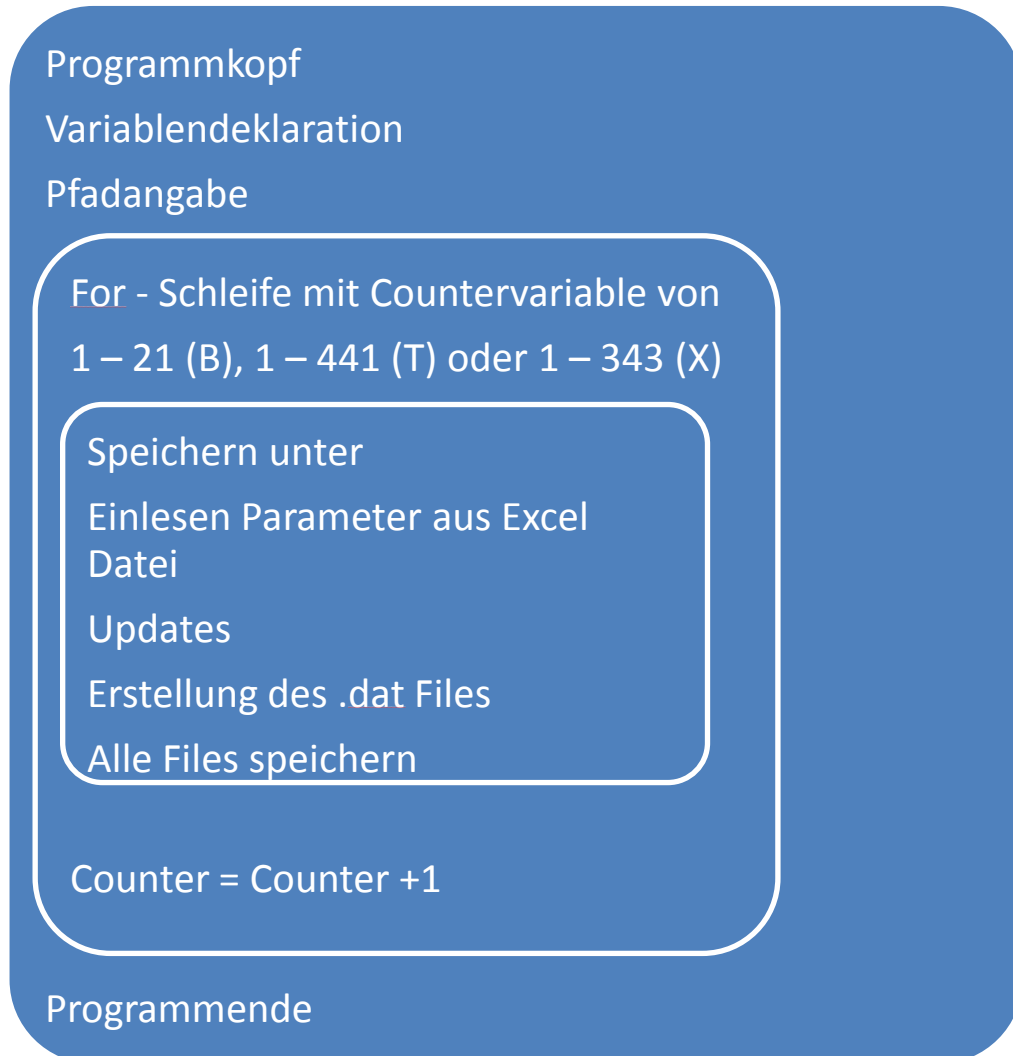 Programmkopf
Variablendeklaration
Pfadangabe
For - Schleife mit Countervariable von
1 – 21 (B), 1 – 441 (T) oder 1 – 343 (X)
Speichern unter
Einlesen Parameter aus Excel
Datei
Updates
Erstellung des .dat Files
Alle Files speichern
Counter = Counter +1
Programmende